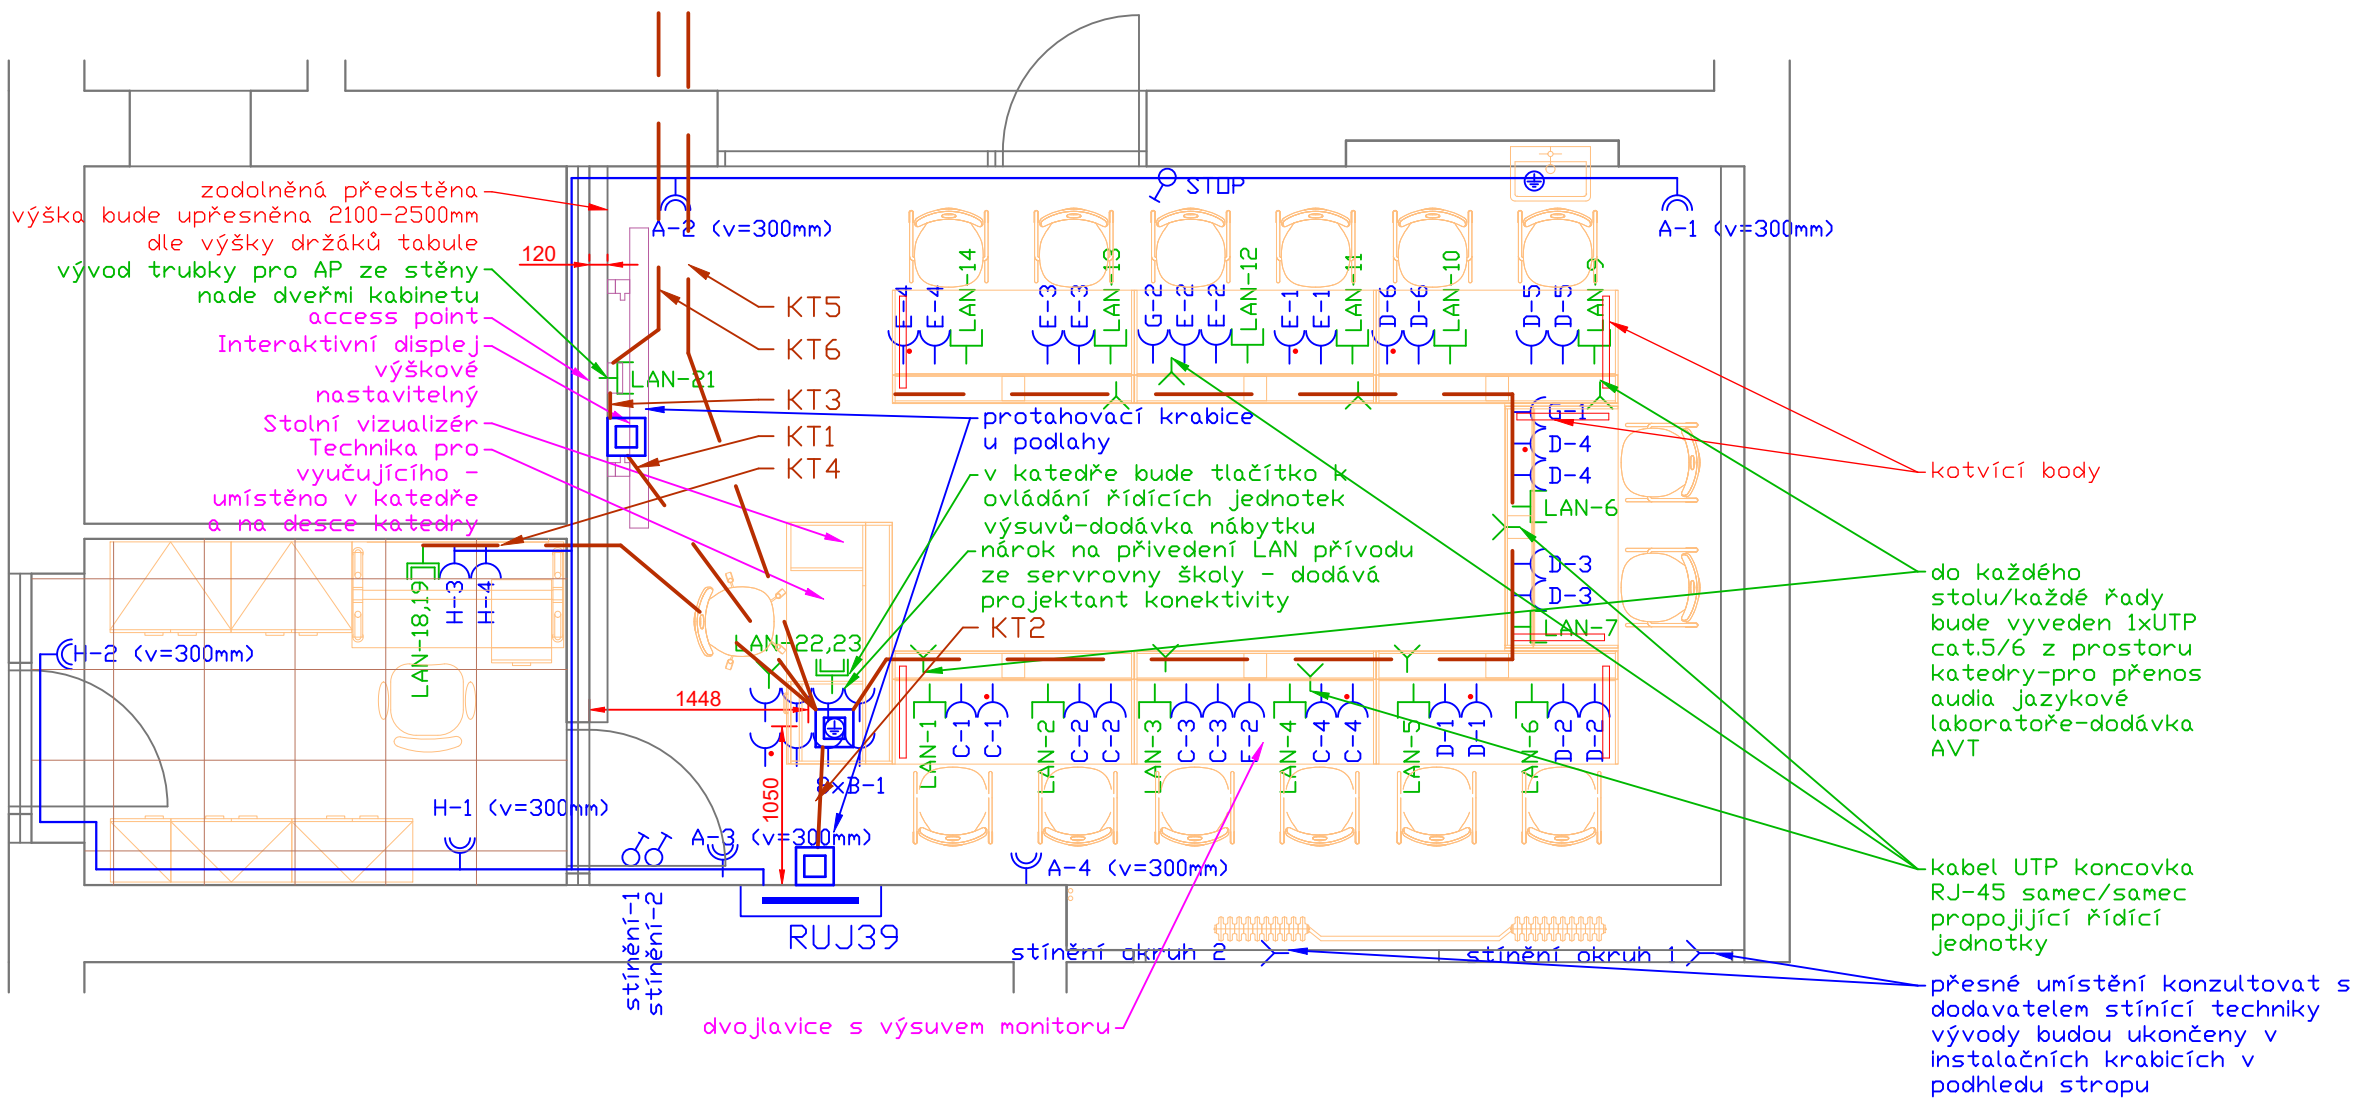 zodolněná předstěna
výška bude upřesněna 2100-2500mm
dle výšky držáků tabule
vývod trubky pro AP ze stěny
nade dveřmi kabinetu
access point
Interaktivní displej
výškové
nastavitelný
Stolní vizualizér
Technika pro
vyučujícího -
umístěno v katedře
a na desce katedry
120
A-2 (v=300mm)
STOP
A-1 (v=300mm)
KT5
KT6
KT3
KT1
KT4
LAN-21
E-4
E-4
LAN-14
E-3
E-3
LAN-13
G-2
E-2
E-2
LAN-12
E-1
E-1
LAN-11
D-6
D-6
LAN-10
D-5
D-5
LAN-9
protahovací krabice
u podlahy
v katedře bude tlačítko k
ovládání řídících jednotek
výsuvů-dodávka nábytku
nárok na přivedení LAN přívodu
ze servrovny školy - dodává
projektant konektivity
KT2
G-1
D-4
D-4
LAN-6
D-3
D-3
LAN-7
kotvící body
do každého
stolu/každé řady
bude vyveden 1xUTP
cat.5/6 z prostoru
katedry-pro přenos
audia jazykové
laboratoře-dodávka
AVT
LAN-18,19
H-3
H-4
H-2 (v=300mm)
LAN-22,23
1448
1050
8xB-1
LAN-1
C-1
C-1
LAN-2
C-2
C-2
LAN-3
C-3
C-3
F-2
LAN-4
C-4
C-4
LAN-5
D-1
D-1
LAN-6
D-2
D-2
H-1 (v=300mm)
A-3 (v=300mm)
A-4 (v=300mm)
stínění-1
stínění-2
RUJ39
stínění okruh 2
stínění okruh 1
kabel UTP koncovka
RJ-45 samec/samec
propojijící řídící
jednotky
přesné umístění konzultovat s
dodavatelem stínící techniky
vývody budou ukončeny v
instalačních krabicích v
podhledu stropu
dvojlavice s výsuvem monitoru